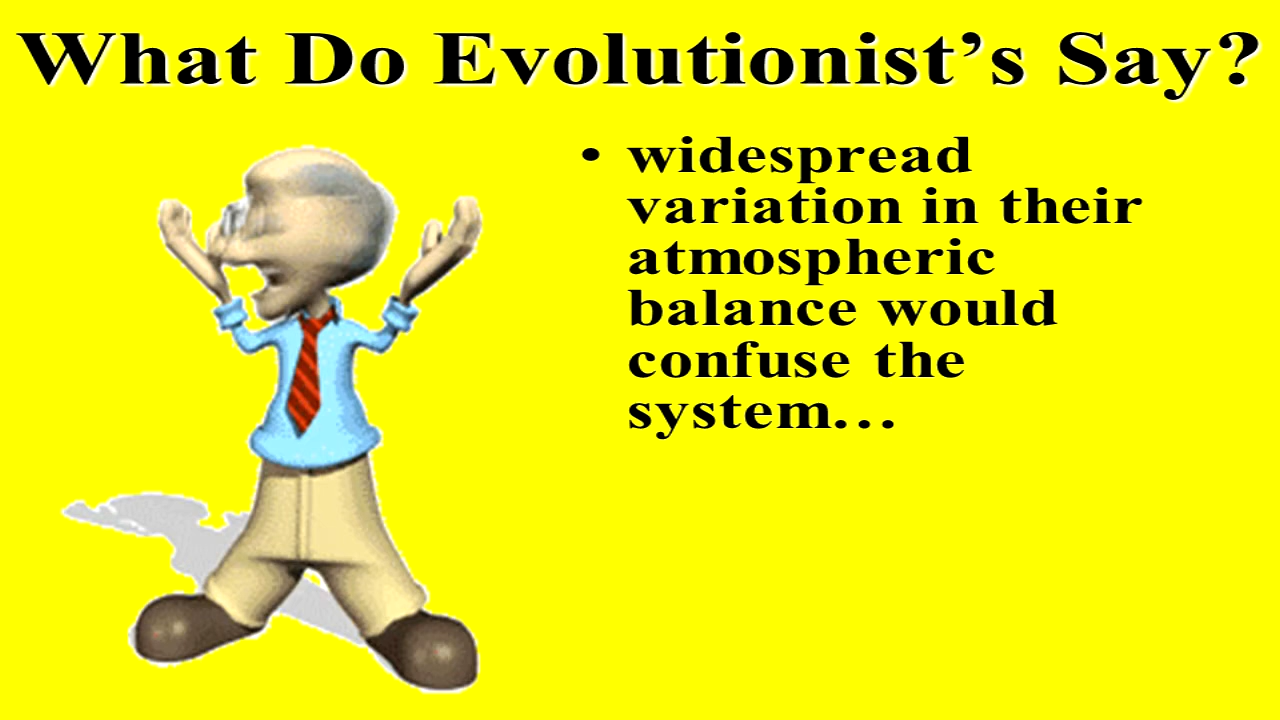 What Do Evolutionist’s Say?
• widespread
variation in their
atmospheric
balance would
confuse the
system…